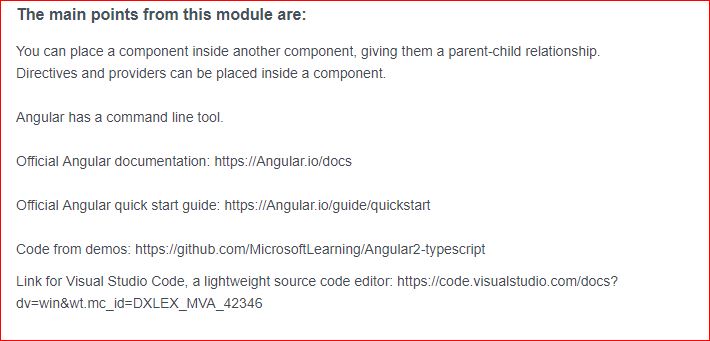 The main points from this module are:
You can place a component inside another component, giving them a parent-child relationship.
Directives and providers can be placed inside a component.
Angular has a command line tool.
Official Angular documentation: https://Angular.io/docs
Official Angular quick start guide: https://Angular.io/guide/quickstart
Code from demos: https://github.com/MicrosoftLearning/Angular2-typescript
Link for Visual Studio Code, a lightweight source code editor: https://code.visualstudio.com/docs?
dv=win&wt.mc_id=DXLEX_MVA_42346